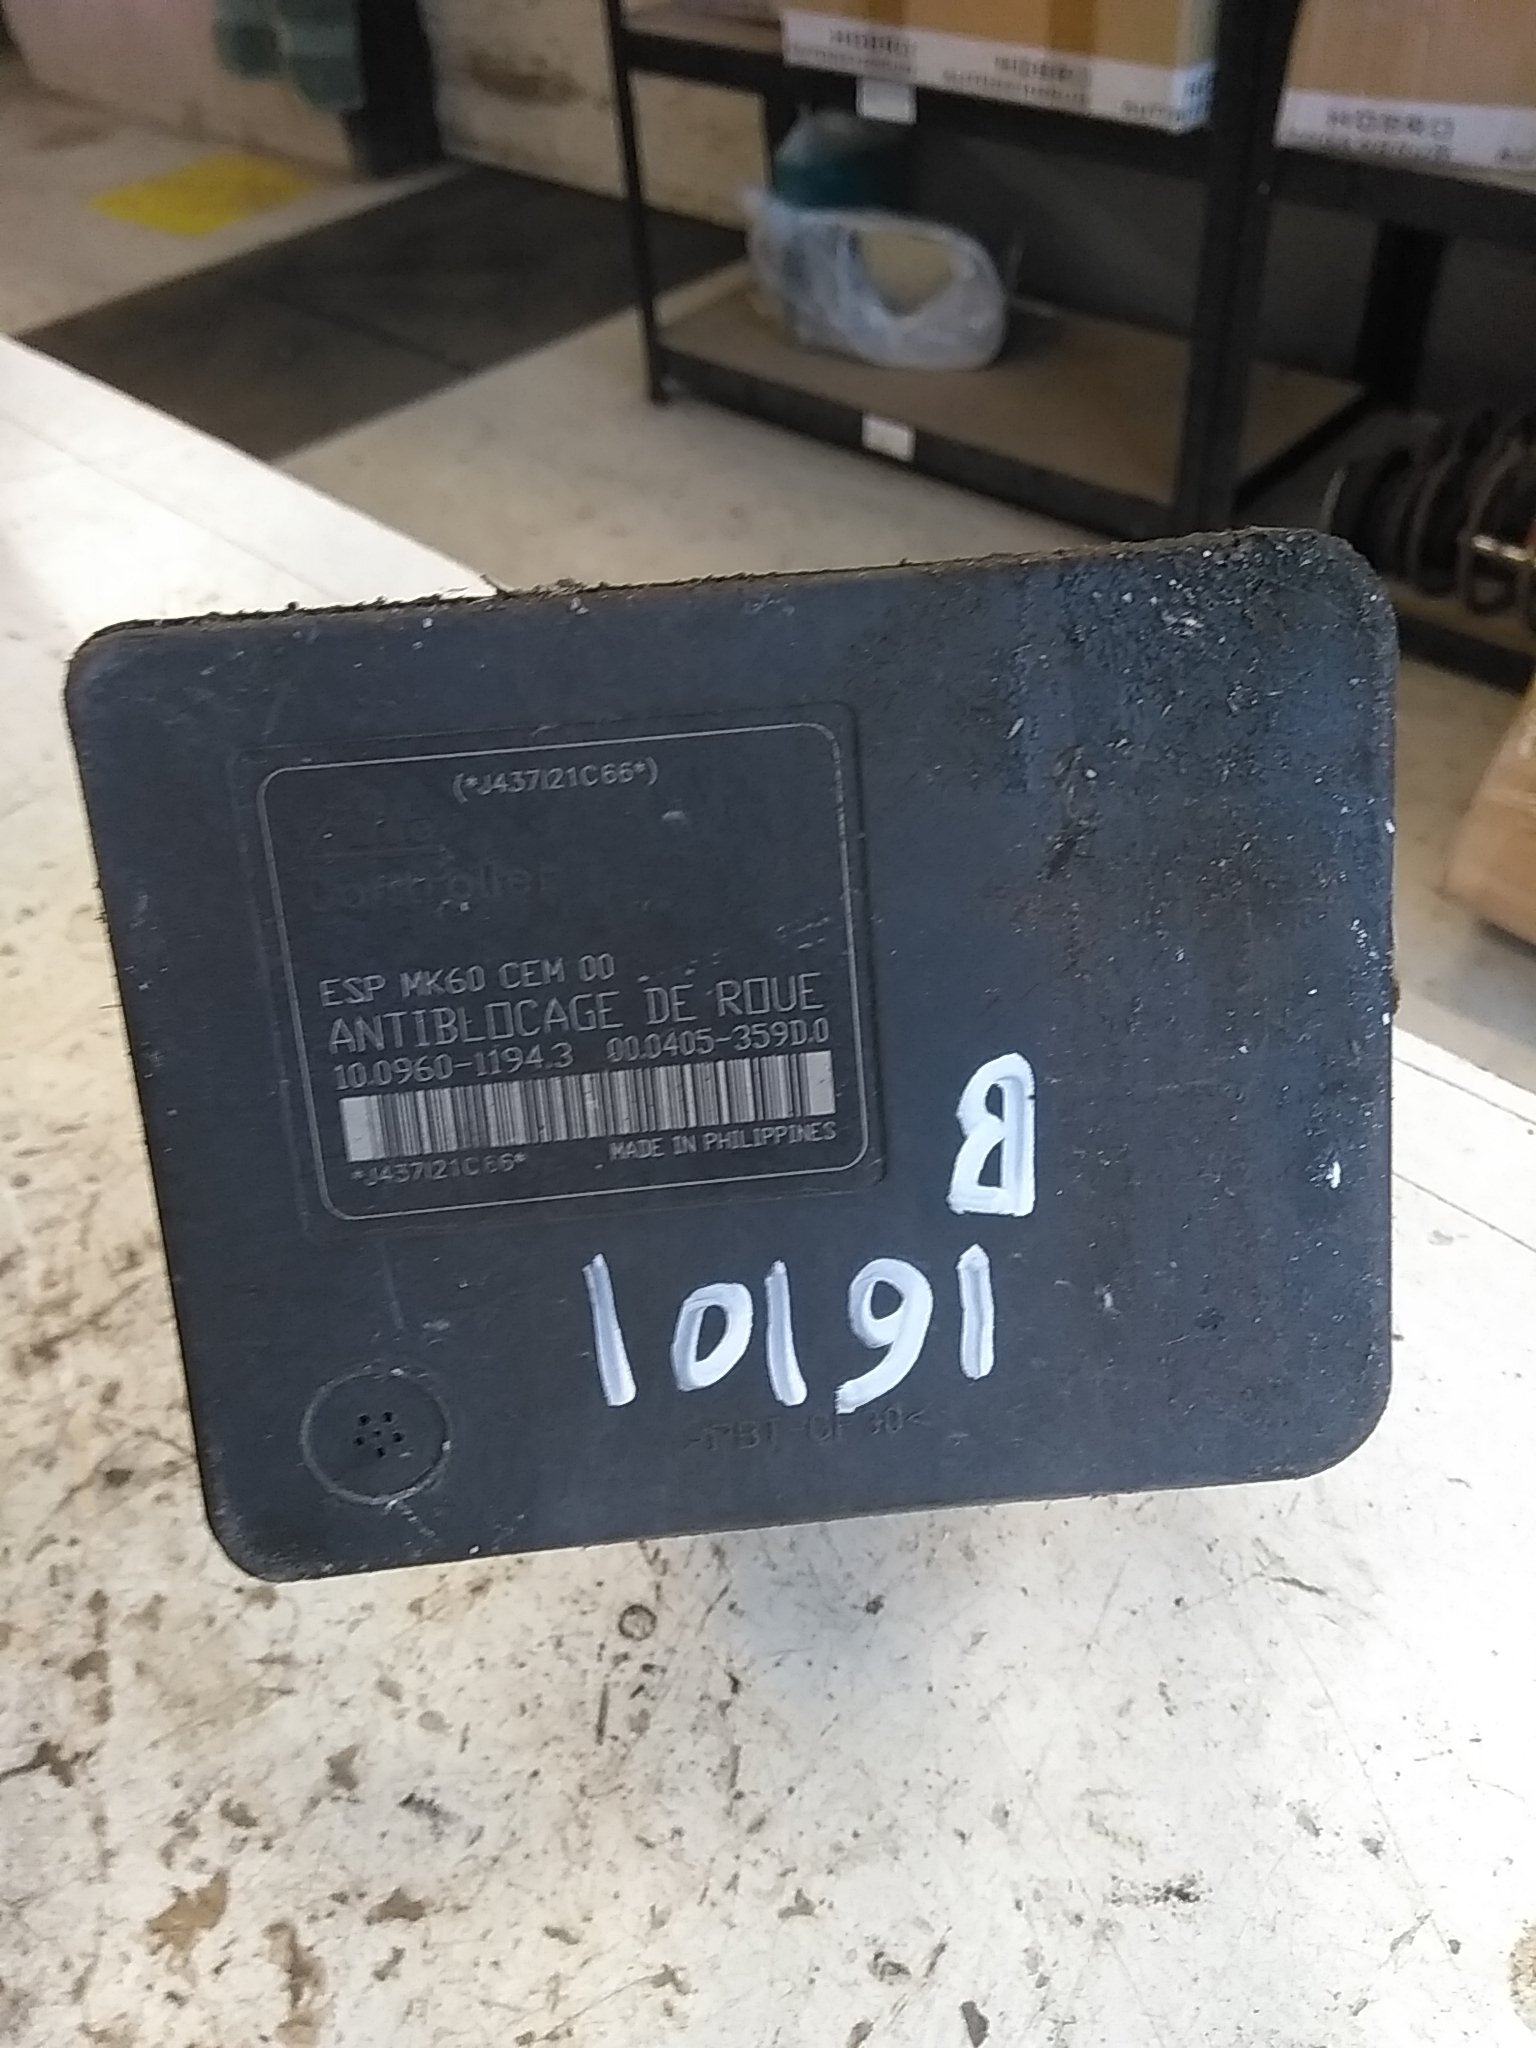 (*J437I21C66*)
Controller
ESP MK60 CEM 00
ANTIBLOCAGE DE ROUE
10.0960-1194.3 00.0405-359D.0
*J437I21C66* MADE IN PHILIPPINES
B
10191